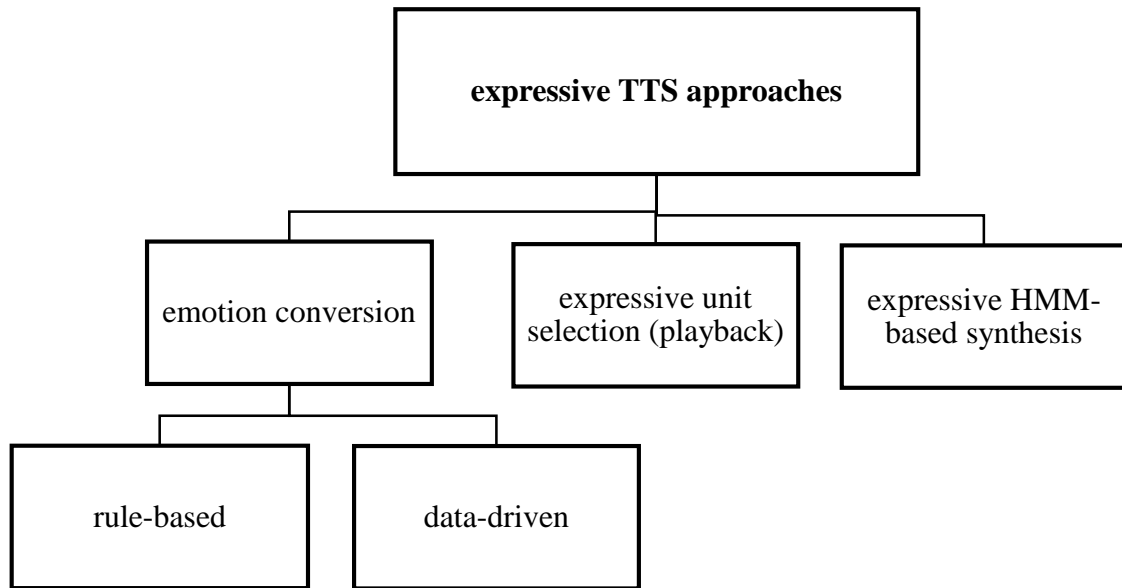 expressive TTS approaches
emotion conversion
expressive unit
selection (playback)
expressive HMM-
based synthesis
rule-based
data-driven